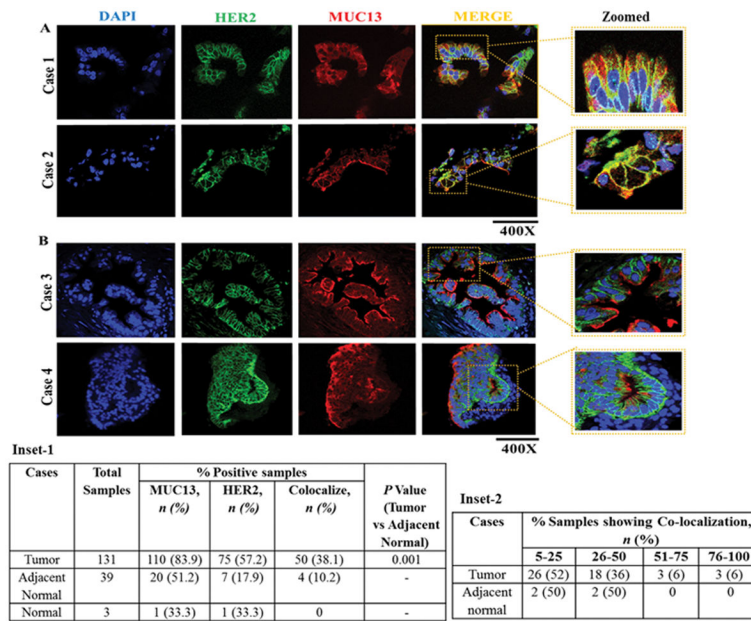 DAPI HER2 MUC13 MERGE Zoomed
A
Case 1
Case 2
400X
B
Case 3
Case 4
400X
Inset-1
Cases Total Samples % Positive samples P Value (Tumor vs Adjacent Normal)
MUC13, n (%) HER2, n (%) Colocalize, n (%)
Tumor 131 110 (83.9) 75 (57.2) 50 (38.1) 0.001
Adjacent Normal 39 20 (51.2) 7 (17.9) 4 (10.2) -
Normal 3 1 (33.3) 1 (33.3) 0 -
Inset-2
Cases % Samples showing Co-localization, n (%)
5-25 26-50 51-75 76-100
Tumor 26 (52) 18 (36) 3 (6) 3 (6)
Adjacent normal 2 (50) 2 (50) 0 0